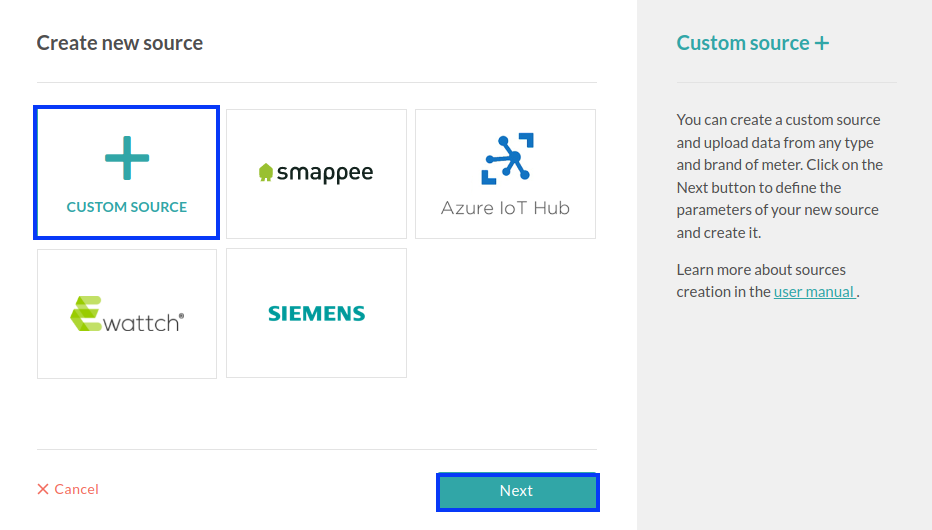 Create new source
CUSTOM SOURCE
smappee
Azure IoT Hub
Ewattch®
SIEMENS
Cancel
Next
Custom source
You can create a custom source
and upload data from any type
and brand of meter. Click on the
Next button to define the
parameters of your new source
and create it.
Learn more about sources
creation in the user manual .